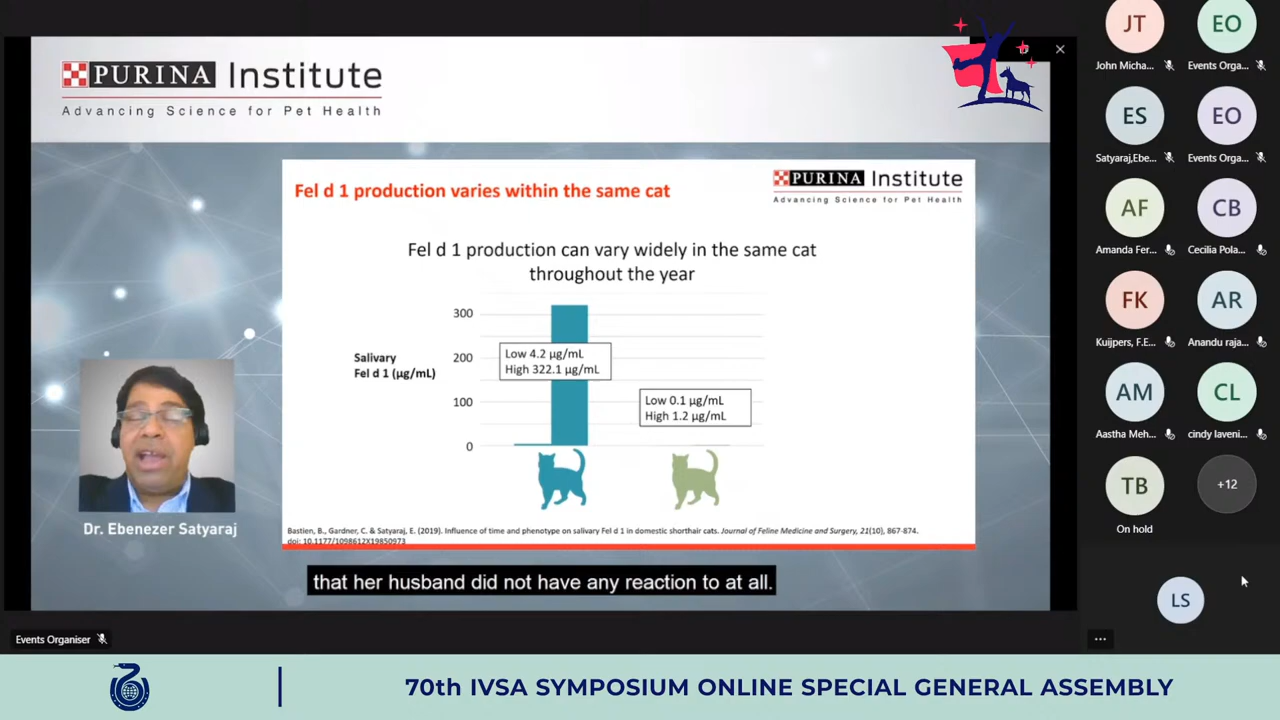 PURINA Institute
Advancing Science for Pet Health
Fel d 1 production varies within the same cat
PURINA Institute
Advancing Science for Pet Health
Fel d 1 production can vary widely in the same cat
throughout the year
Salivary
Fel d 1 (µg/mL)
300
200
100
0
Low 4.2 µg/mL
High 322.1 µg/mL
Low 0.1 µg/mL
High 1.2 µg/mL
Bastien, B., Gardner, C. & Satyaraj, E. (2019). Influence of time and phenotype on salivary Fel d 1 in domestic shorthair cats. Journal of Feline Medicine and Surgery, 21(10), 867-874.
doi: 10.1177/1098612X19850973
Dr. Ebenezer Satyaraj
that her husband did not have any reaction to at all.
Events Organiser
JT
John Micha...
EO
Events Orga...
ES
Satyaraj,Ebe...
EO
Events Orga...
AF
Amanda Fer...
CB
Cecilia Pola...
FK
Kuijpers, F.E...
AR
Anandu raja...
AM
Aastha Meh...
CL
cindy laveni...
TB
On hold
+12
LS
...
70th IVSA SYMPOSIUM ONLINE SPECIAL GENERAL ASSEMBLY